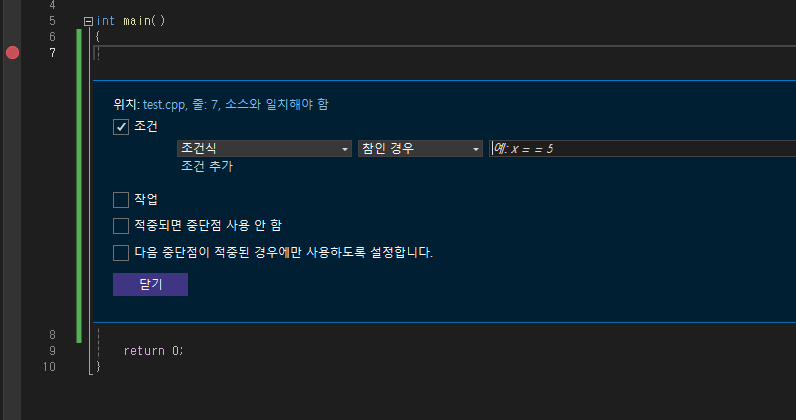 4
5 int main()
6 {
7
위치: test.cpp, 줄: 7, 소스와 일치해야 함
조건
조건식 참인 경우 예: x == 5
조건 추가
작업
적중되면 중단점 사용 안 함
다음 중단점이 적중된 경우에만 사용하도록 설정합니다.
닫기
8
9 return 0;
10 }